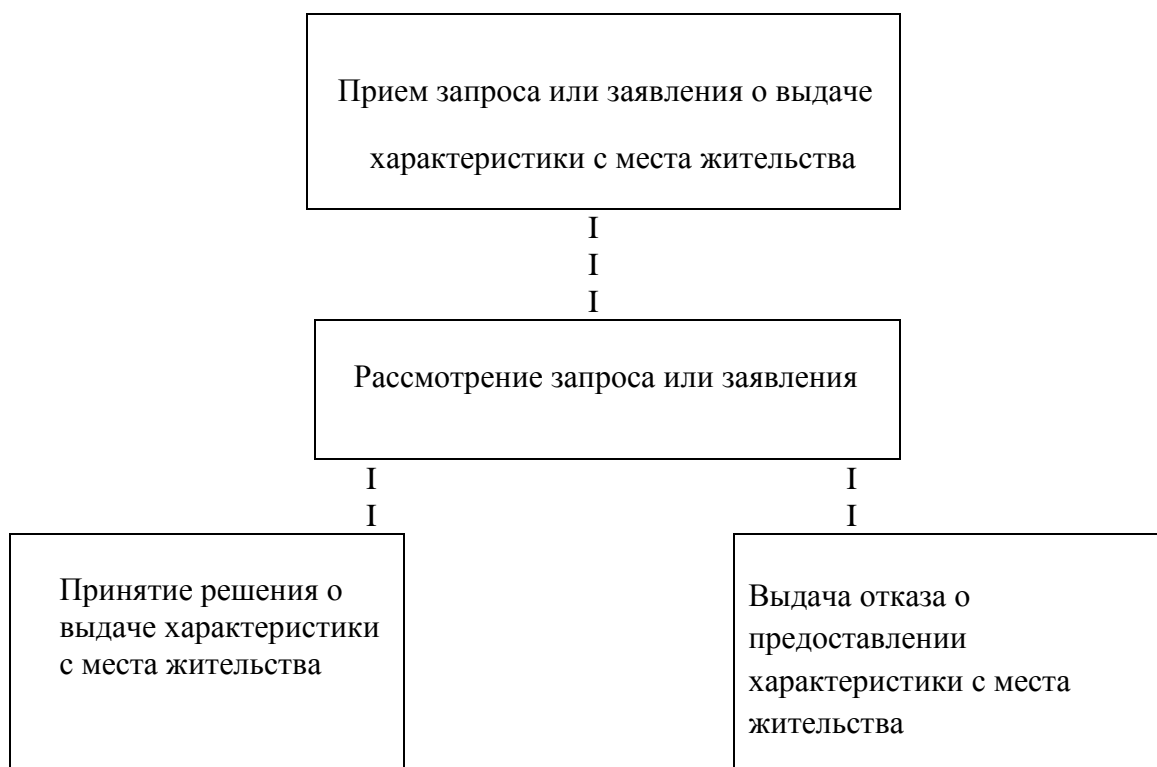 Прием запроса или заявления о выдаче
характеристики с места жительства
I
I
I
Рассмотрение запроса или заявления
I I
I I
Принятие решения о
выдаче характеристики
с места жительства
Выдача отказа о
предоставлении
характеристики с места
жительства